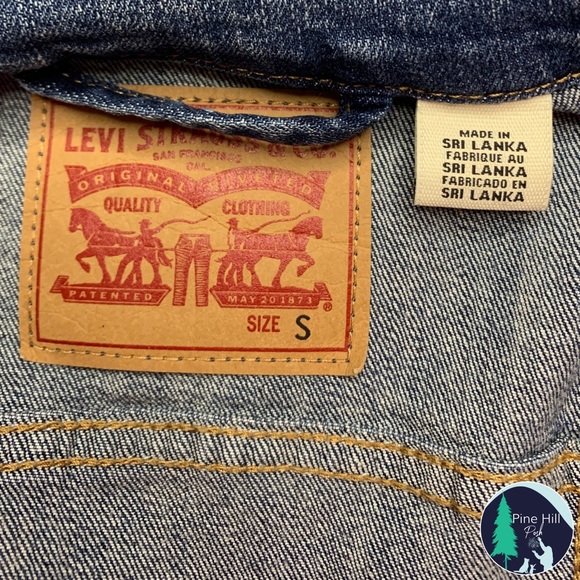 LEVI STRAUSS & CO.
SAN FRANCISCO
CAL.
ORIGINAL RIVETED
QUALITY CLOTHING
PATENTED MAY 20 1873
®
SIZE S
MADE IN
SRI LANKA
FABRIQUE AU
SRI LANKA
FABRICADO EN
SRI LANKA
Pine Hill
Posh